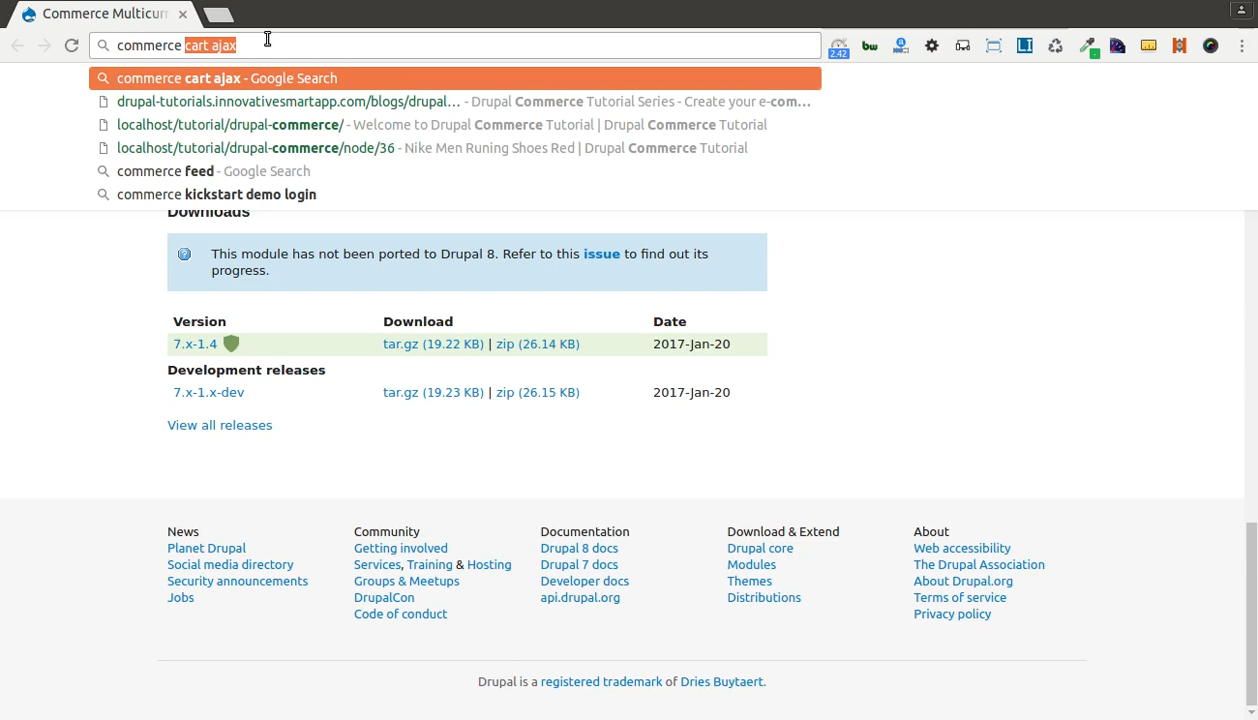 Commerce Multicurr
commerce cart ajax
2.42
bw
LI
commerce cart ajax - Google Search
drupal-tutorials.innovativesmartapp.com/blogs/drupal... - Drupal Commerce Tutorial Series - Create your e-com...
localhost/tutorial/drupal-commerce/ - Welcome to Drupal Commerce Tutorial | Drupal Commerce Tutorial
localhost/tutorial/drupal-commerce/node/36 - Nike Men Runing Shoes Red | Drupal Commerce Tutorial
commerce feed - Google Search
commerce kickstart demo login
Downloads
This module has not been ported to Drupal 8. Refer to this issue to find out its
progress.
Version Download Date
7.x-1.4 tar.gz (19.22 KB) | zip (26.14 KB) 2017-Jan-20
Development releases
7.x-1.x-dev tar.gz (19.23 KB) | zip (26.15 KB) 2017-Jan-20
View all releases
News
Planet Drupal
Social media directory
Security announcements
Jobs
Community
Getting involved
Services, Training & Hosting
Groups & Meetups
DrupalCon
Code of conduct
Documentation
Drupal 8 docs
Drupal 7 docs
Developer docs
api.drupal.org
Download & Extend
Drupal core
Modules
Themes
Distributions
About
Web accessibility
The Drupal Association
About Drupal.org
Terms of service
Privacy policy
Drupal is a registered trademark of Dries Buytaert.